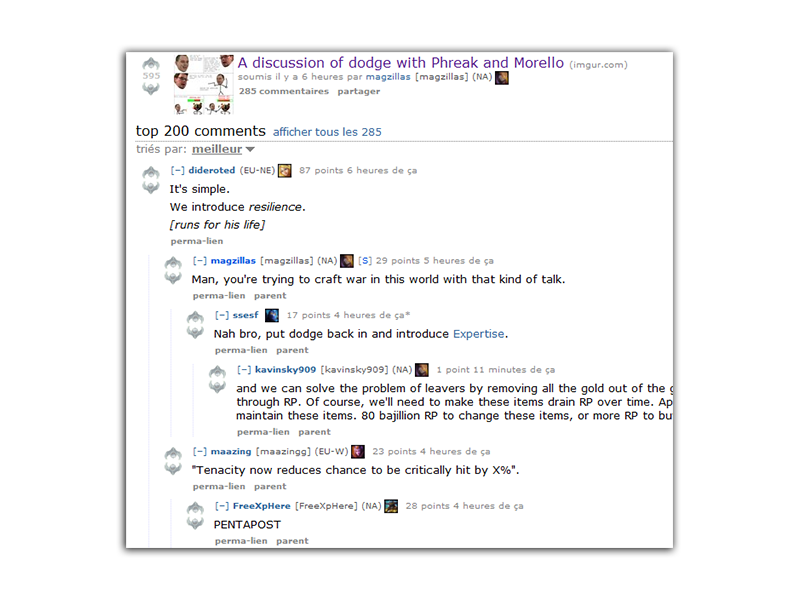 A discussion of dodge with Phreak and Morello (imgur.com)
595
soumis il y a 6 heures par magzillas [magzillas] (NA)
285 commentaires partager
top 200 comments afficher tous les 285
triés par: meilleur
[–] dideroted (EU-NE) 87 points 6 heures de ça
It's simple.
We introduce resilience.
[runs for his life]
perma-lien
[–] magzillas [magzillas] (NA) [S] 29 points 5 heures de ça
Man, you're trying to craft war in this world with that kind of talk.
perma-lien parent
[–] ssesf 17 points 4 heures de ça*
Nah bro, put dodge back in and introduce Expertise.
perma-lien parent
[–] kavinsky909 [kavinsky909] (NA) 1 point 11 minutes de ça
and we can solve the problem of leavers by removing all the gold out of the
through RP. Of course, we'll need to make these items drain RP over time. Ap
maintain these items. 80 bajillion RP to change these items, or more RP to bu
perma-lien parent
[–] maazing [maazingg] (EU-W) 23 points 4 heures de ça
"Tenacity now reduces chance to be critically hit by X%".
perma-lien parent
[–] FreeXpHere [FreeXpHere] (NA) 28 points 4 heures de ça
PENTAPOST
perma-lien parent